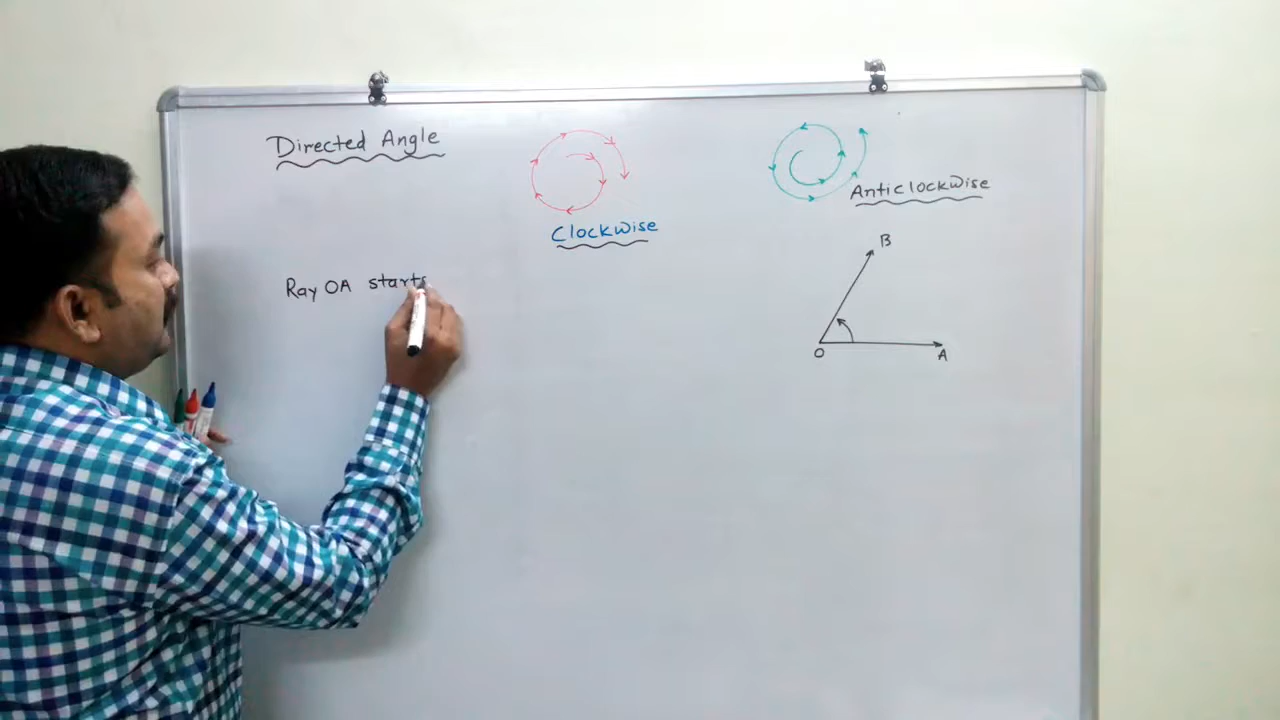 Directed Angle
Clockwise
Anticlockwise
Ray OA starts
B
O
A